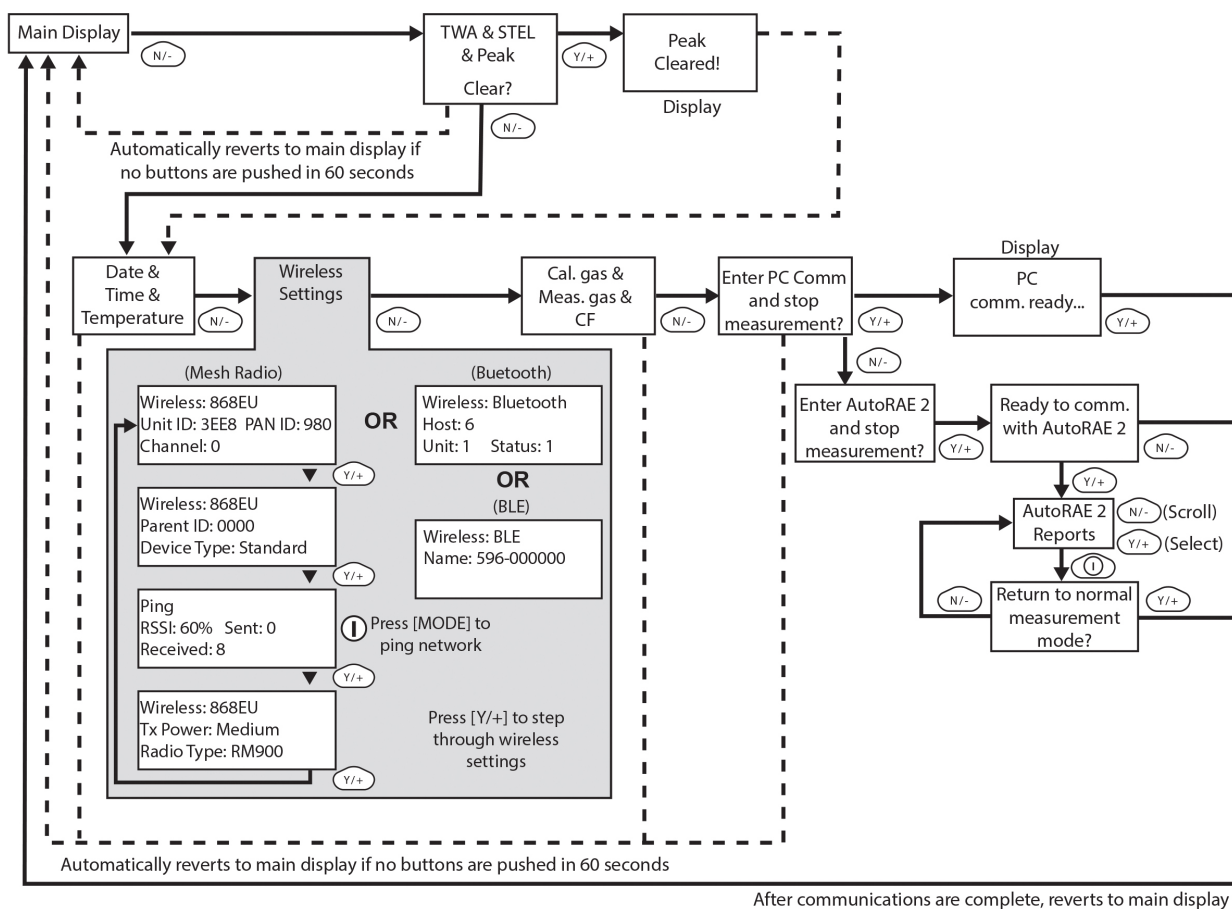 Main Display
N/-
TWA & STEL
& Peak
Clear?
Y/+
Peak
Cleared!
Display
N/-
Automatically reverts to main display if
no buttons are pushed in 60 seconds
Date &
Time &
Temperature
N/-
Wireless
Settings
N/-
Cal. gas &
Meas. gas &
CF
N/-
Enter PC Comm
and stop
measurement?
Y/+
Display
PC
comm. ready...
Y/+
N/-
Enter AutoRAE 2
and stop
measurement?
Y/+
Ready to comm.
with AutoRAE 2
N/-
Y/+
AutoRAE 2
Reports
N/- (Scroll)
Y/+ (Select)
N/-
Return to normal
measurement
mode?
Y/+
(Mesh Radio)
Wireless: 868EU
Unit ID: 3EE8 PAN ID: 980
Channel: 0
Y/+
Wireless: 868EU
Parent ID: 0000
Device Type: Standard
Y/+
Ping
RSSI: 60% Sent: 0
Received: 8
Press [MODE] to
ping network
Y/+
Wireless: 868EU
Tx Power: Medium
Radio Type: RM900
Y/+
OR
(Buetooth)
Wireless: Bluetooth
Host: 6
Unit: 1 Status: 1
OR
(BLE)
Wireless: BLE
Name: 596-000000
Press [Y/+] to step
through wireless
settings
Automatically reverts to main display if no buttons are pushed in 60 seconds
After communications are complete, reverts to main display